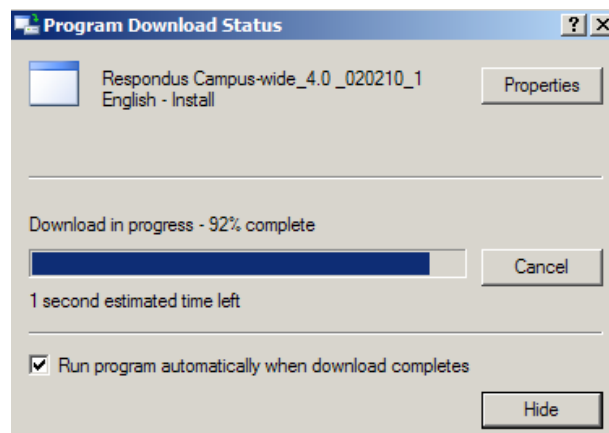 Program Download Status
Respondus Campus-wide_4.0 _020210_1
English - Install
Properties
Download in progress - 92% complete
Cancel
1 second estimated time left
Run program automatically when download completes
Hide